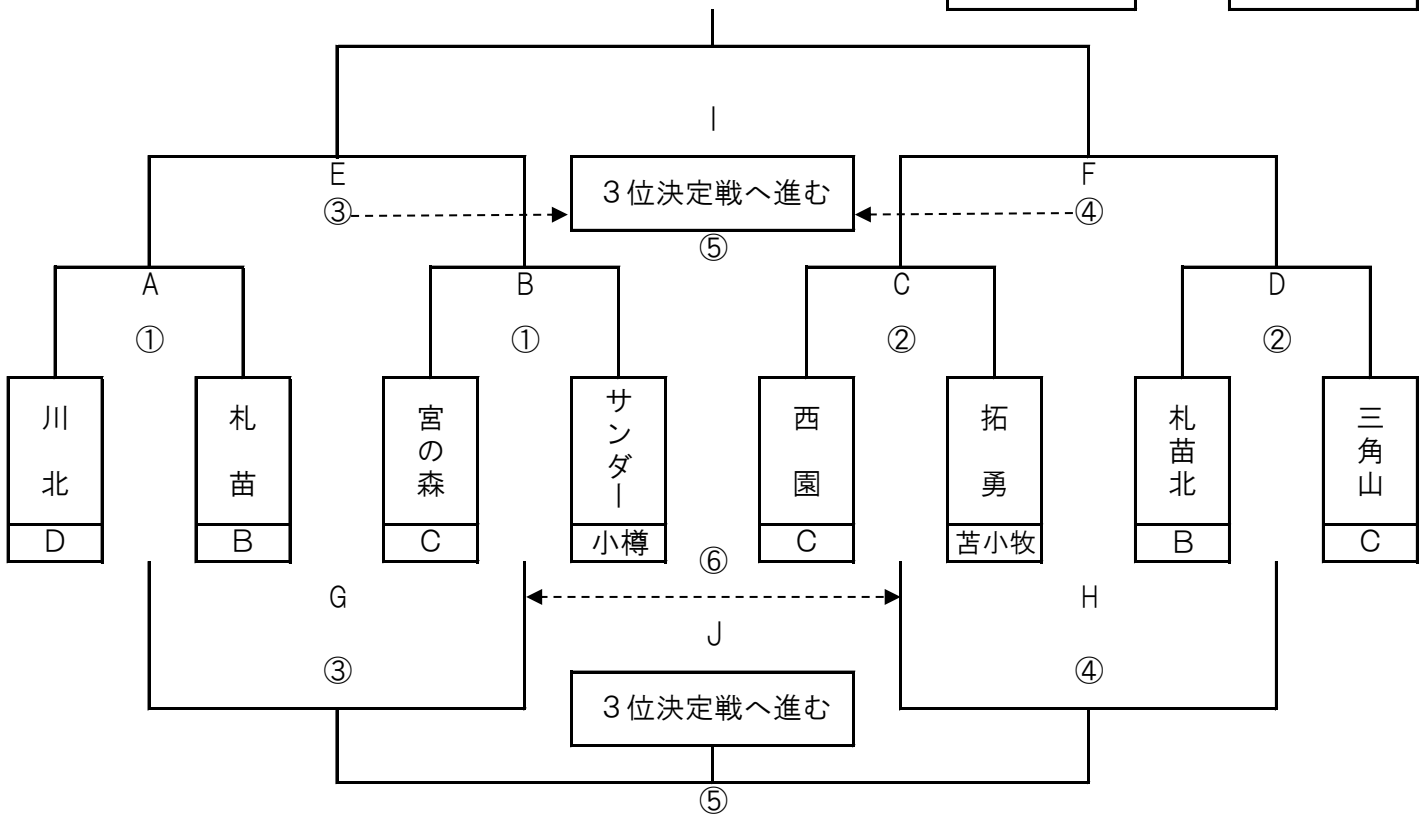 I
E
３位決定戦へ進む
F
③
④
⑤
A
B
C
D
①
①
②
②
川北
札苗
宮の森
サンダー
西園
拓勇
札苗北
三角山
D
B
C
小樽
C
苫小牧
B
C
⑥
G
H
J
③
④
３位決定戦へ進む
⑤